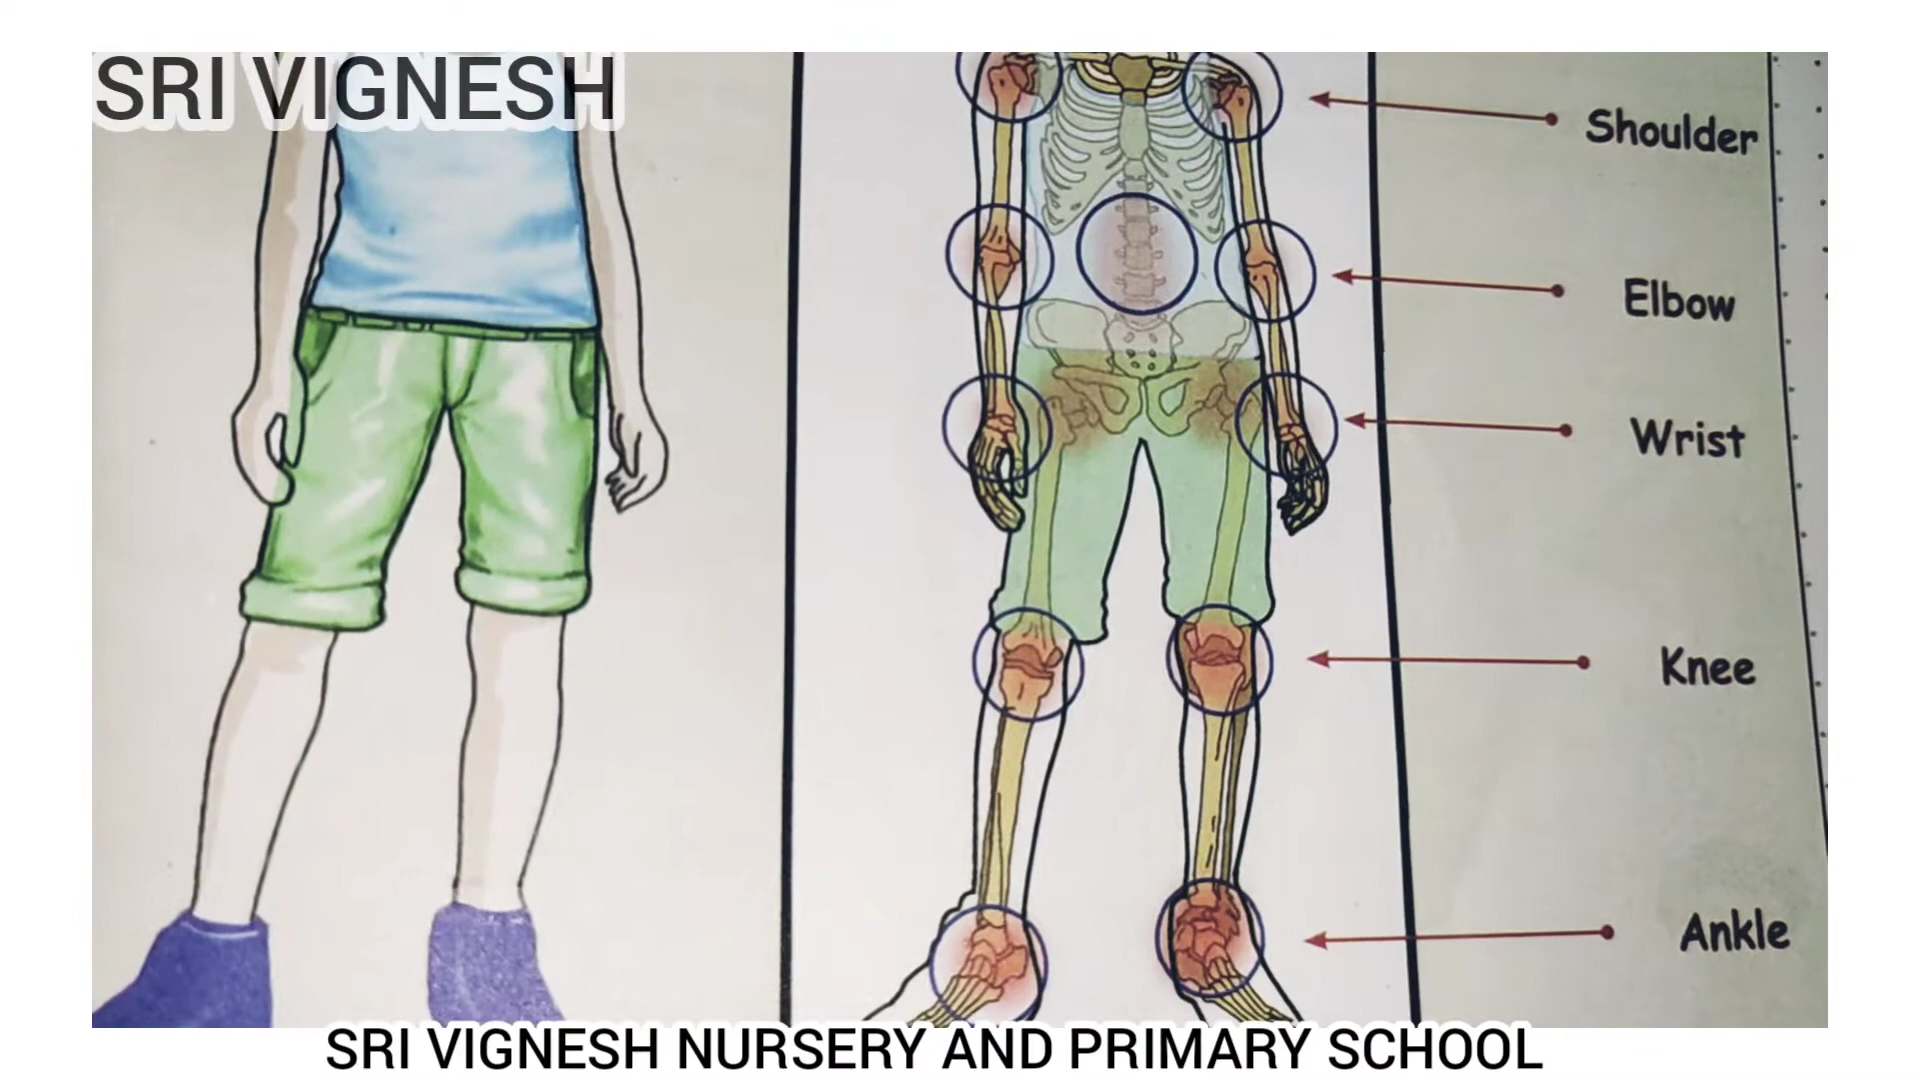 SRI VIGNESH
Shoulder
Elbow
Wrist
Knee
Ankle
SRI VIGNESH NURSERY AND PRIMARY SCHOOL